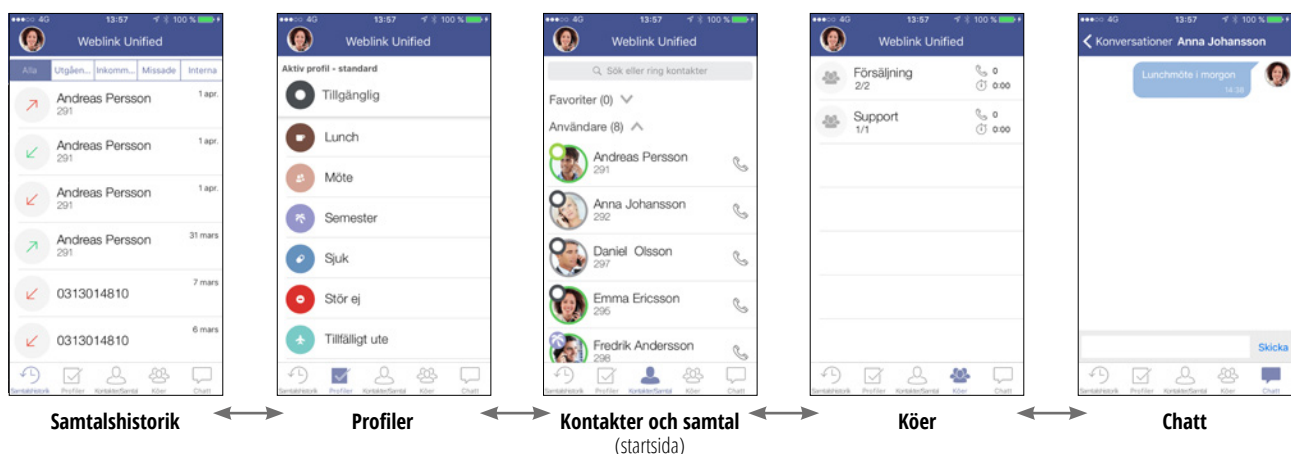 4G 13:57 100 %
Weblink Unified
Alla Utgåen... Inkomm... Missade Interna
Andreas Persson 1 apr.
291
Andreas Persson 1 apr.
291
Andreas Persson 1 apr.
291
Andreas Persson 31 mars
291
0313014810 7 mars
0313014810 6 mars
Samtalshistorik Profiler Kontakter/Samtal Köer Chatt
Samtalshistorik
4G 13:57 100 %
Weblink Unified
Aktiv profil - standard
Tillgänglig
Lunch
Möte
Semester
Sjuk
Stör ej
Tillfälligt ute
Samtalshistorik Profiler Kontakter/Samtal Köer Chatt
Profiler
4G 13:57 100 %
Weblink Unified
Sök eller ring kontakter
Favoriter (0)
Användare (8)
Andreas Persson
291
Anna Johansson
292
Daniel Olsson
297
Emma Ericsson
295
Fredrik Andersson
298
Samtalshistorik Profiler Kontakter/Samtal Köer Chatt
Kontakter och samtal
(startsida)
4G 13:57 100 %
Weblink Unified
Försäljning 0
2/2 0:00
Support 0
1/1 0:00
Samtalshistorik Profiler Kontakter/Samtal Köer Chatt
Köer
4G 13:57 100 %
Konversationer Anna Johansson
Lunchmöte i morgon
14:36
Skicka
Samtalshistorik Profiler Kontakter/Samtal Köer Chatt
Chatt